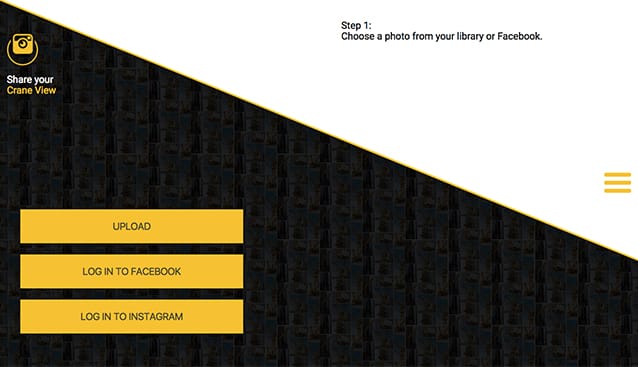 Step 1:
Choose a photo from your library or Facebook.
Share your
Crane View
UPLOAD
LOG IN TO FACEBOOK
LOG IN TO INSTAGRAM